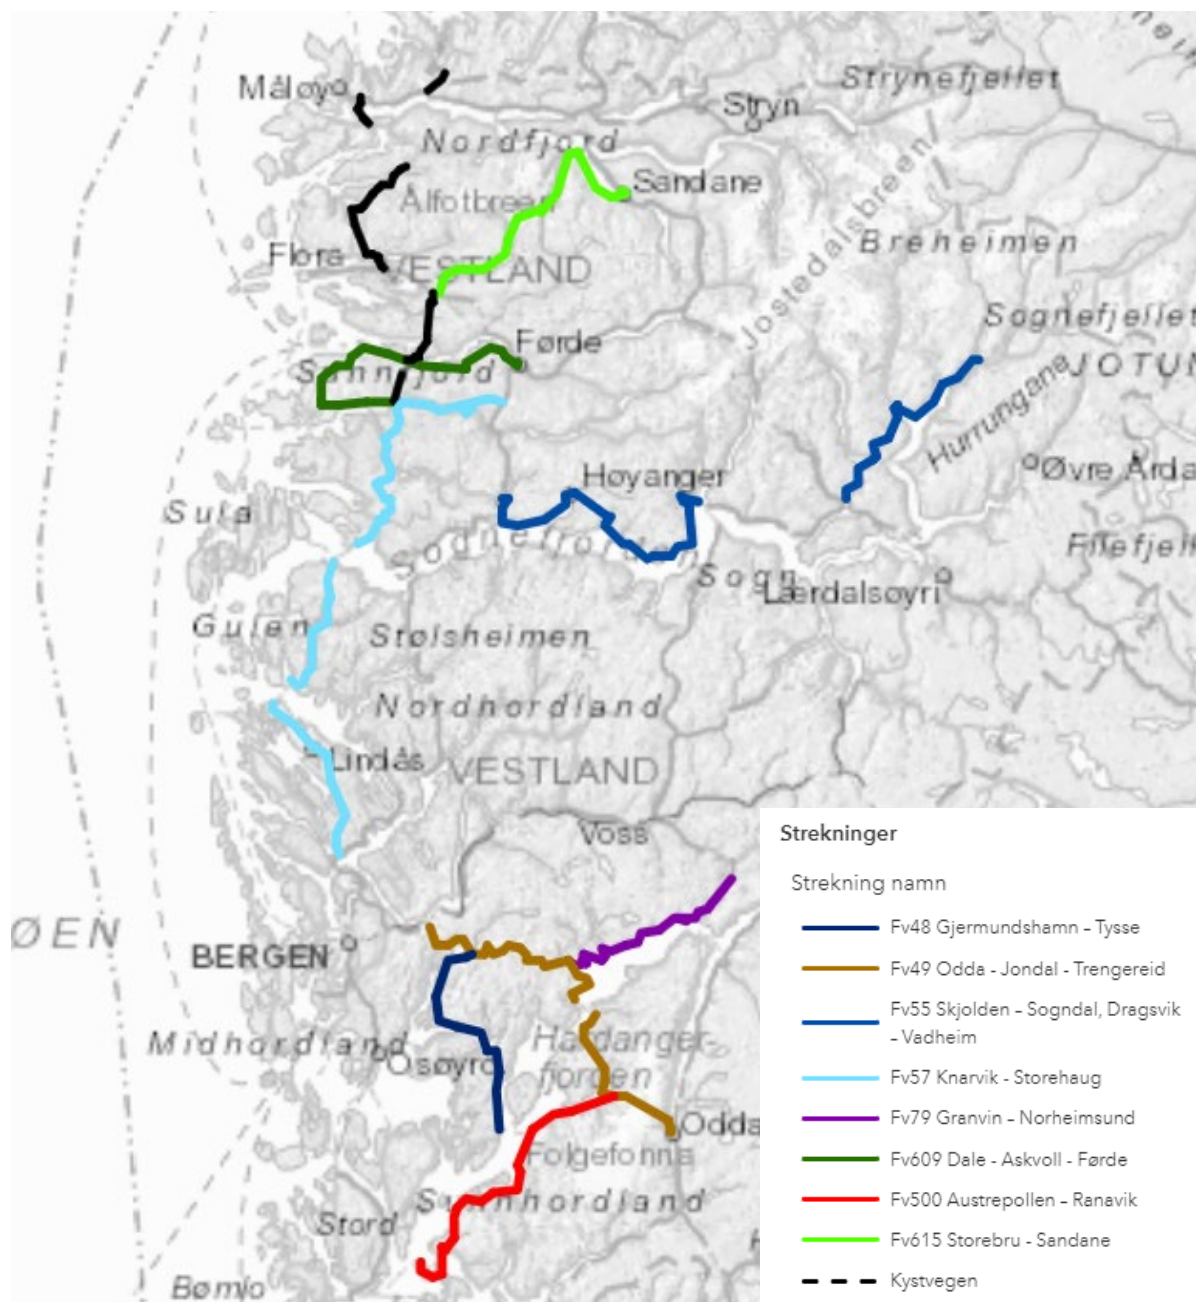 Måløy
Strynefjellet
Stryn
Nordfjord
Sandane
Ålfotbreen
Breheimen
Flora
VESTLAND
Jostedalsbreen
Sognefjellet
Førde
Sunnfjord
JOTUN
Hurrungane
Høyanger
Øvre Årda
Sula
Sognefjorden
Filefjell
Sogn
Lærdalsøyri
Gulen
Stølsheimen
Nordhordland
Lindås
VESTLAND
Voss
ØEN
BERGEN
Midhordland
Osøyro
Hardanger-
fjorden
Odda
Folgefonna
Sunnhordland
Stord
Bømlo
Strekninger
Strekning namn
Fv48 Gjermundshamn – Tysse
Fv49 Odda - Jondal - Trengereid
Fv55 Skjolden – Sogndal, Dragsvik
– Vadheim
Fv57 Knarvik - Storehaug
Fv79 Granvin – Norheimsund
Fv609 Dale - Askvoll - Førde
Fv500 Austrepollen – Ranavik
Fv615 Storebru - Sandane
Kystvegen